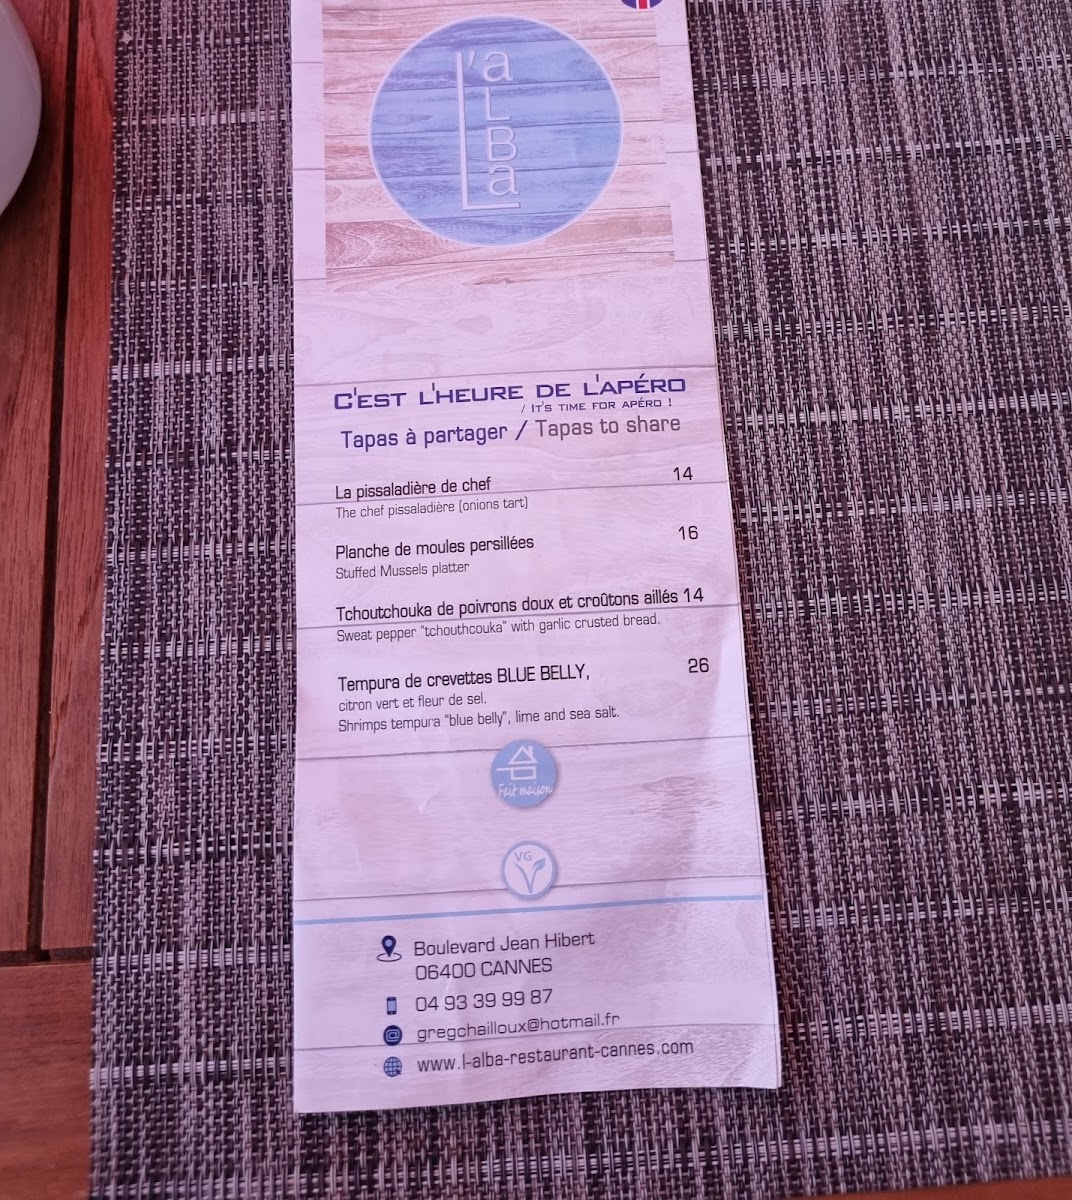 l'aLBa
C'EST L'HEURE DE L'APÉRO
/ IT'S TIME FOR APÉRO !
Tapas à partager / Tapas to share
La pissaladière de chef 14
The chef pissaladière (onions tart)
Planche de moules persillées 16
Stuffed Mussels platter
Tchoutchouka de poivrons doux et croûtons aillés 14
Sweat pepper "tchouthcouka" with garlic crusted bread.
Tempura de crevettes BLUE BELLY, 26
citron vert et fleur de sel.
Shrimps tempura "blue belly", lime and sea salt.
Fait maison
VG
Boulevard Jean Hibert
06400 CANNES
04 93 39 99 87
gregchailloux@hotmail.fr
www.l-alba-restaurant-cannes.com